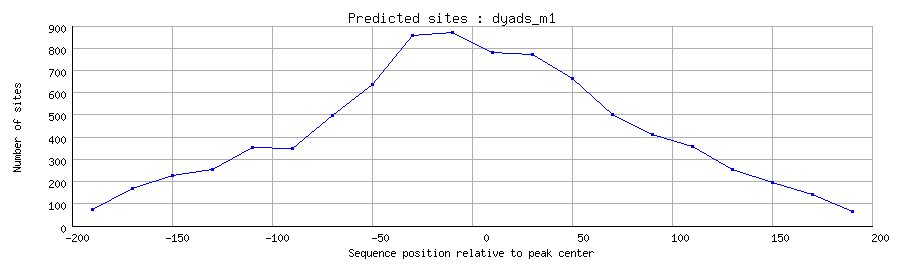 Predicted sites : dyads_m1
900
800
700
600
500
400
300
200
100
0
Number of sites
-200 -150 -100 -50 0 50 100 150 200
Sequence position relative to peak center